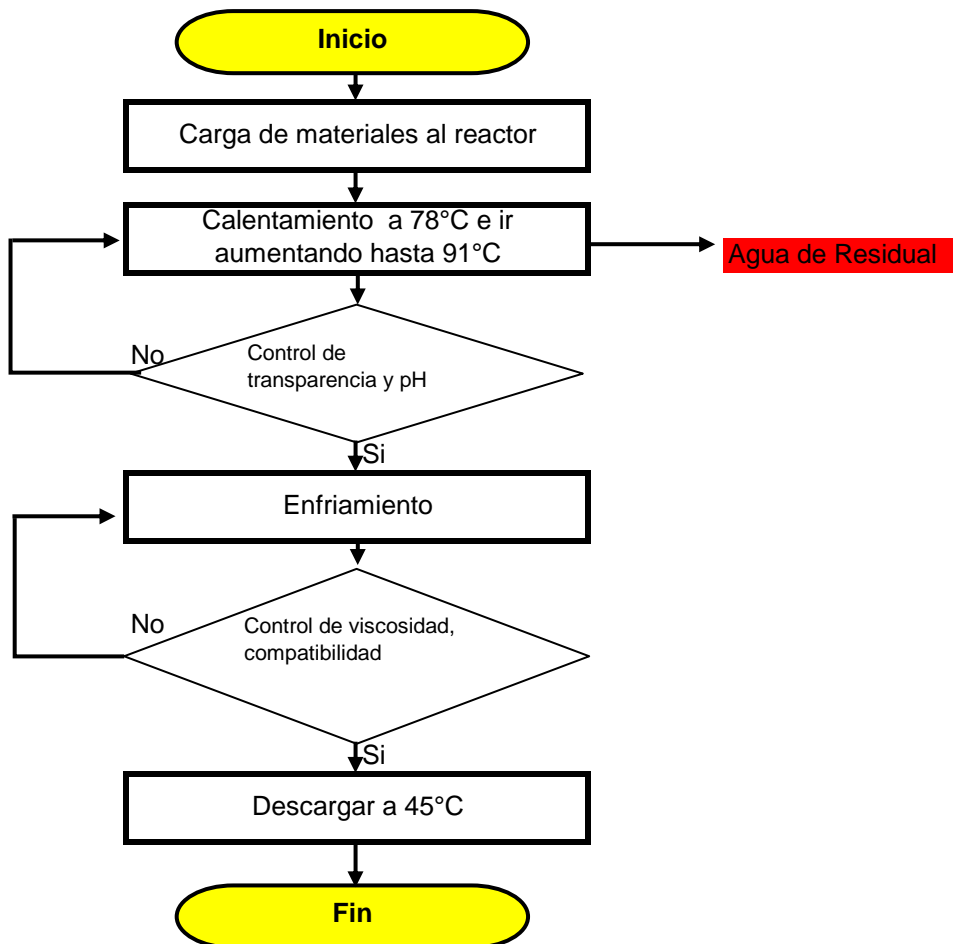 Inicio
Carga de materiales al reactor
Calentamiento a 78°C e ir
aumentando hasta 91°C
Agua de Residual
No
Control de
transparencia y pH
Si
Enfriamiento
No
Control de viscosidad,
compatibilidad
Si
Descargar a 45°C
Fin